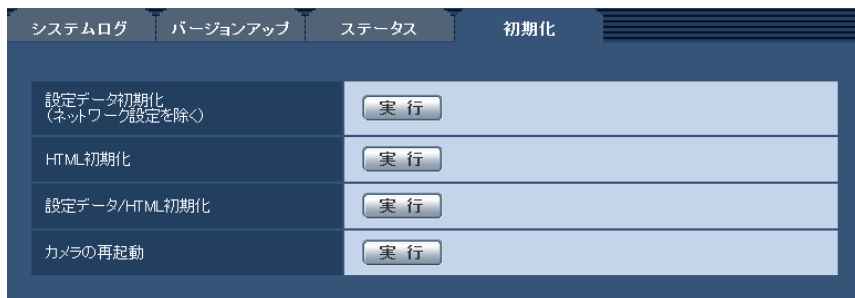 システムログ バージョンアップ ステータス 初期化
設定データ初期化
(ネットワーク設定を除く)
実 行
HTML初期化
実 行
設定データ/HTML初期化
実 行
カメラの再起動
実 行